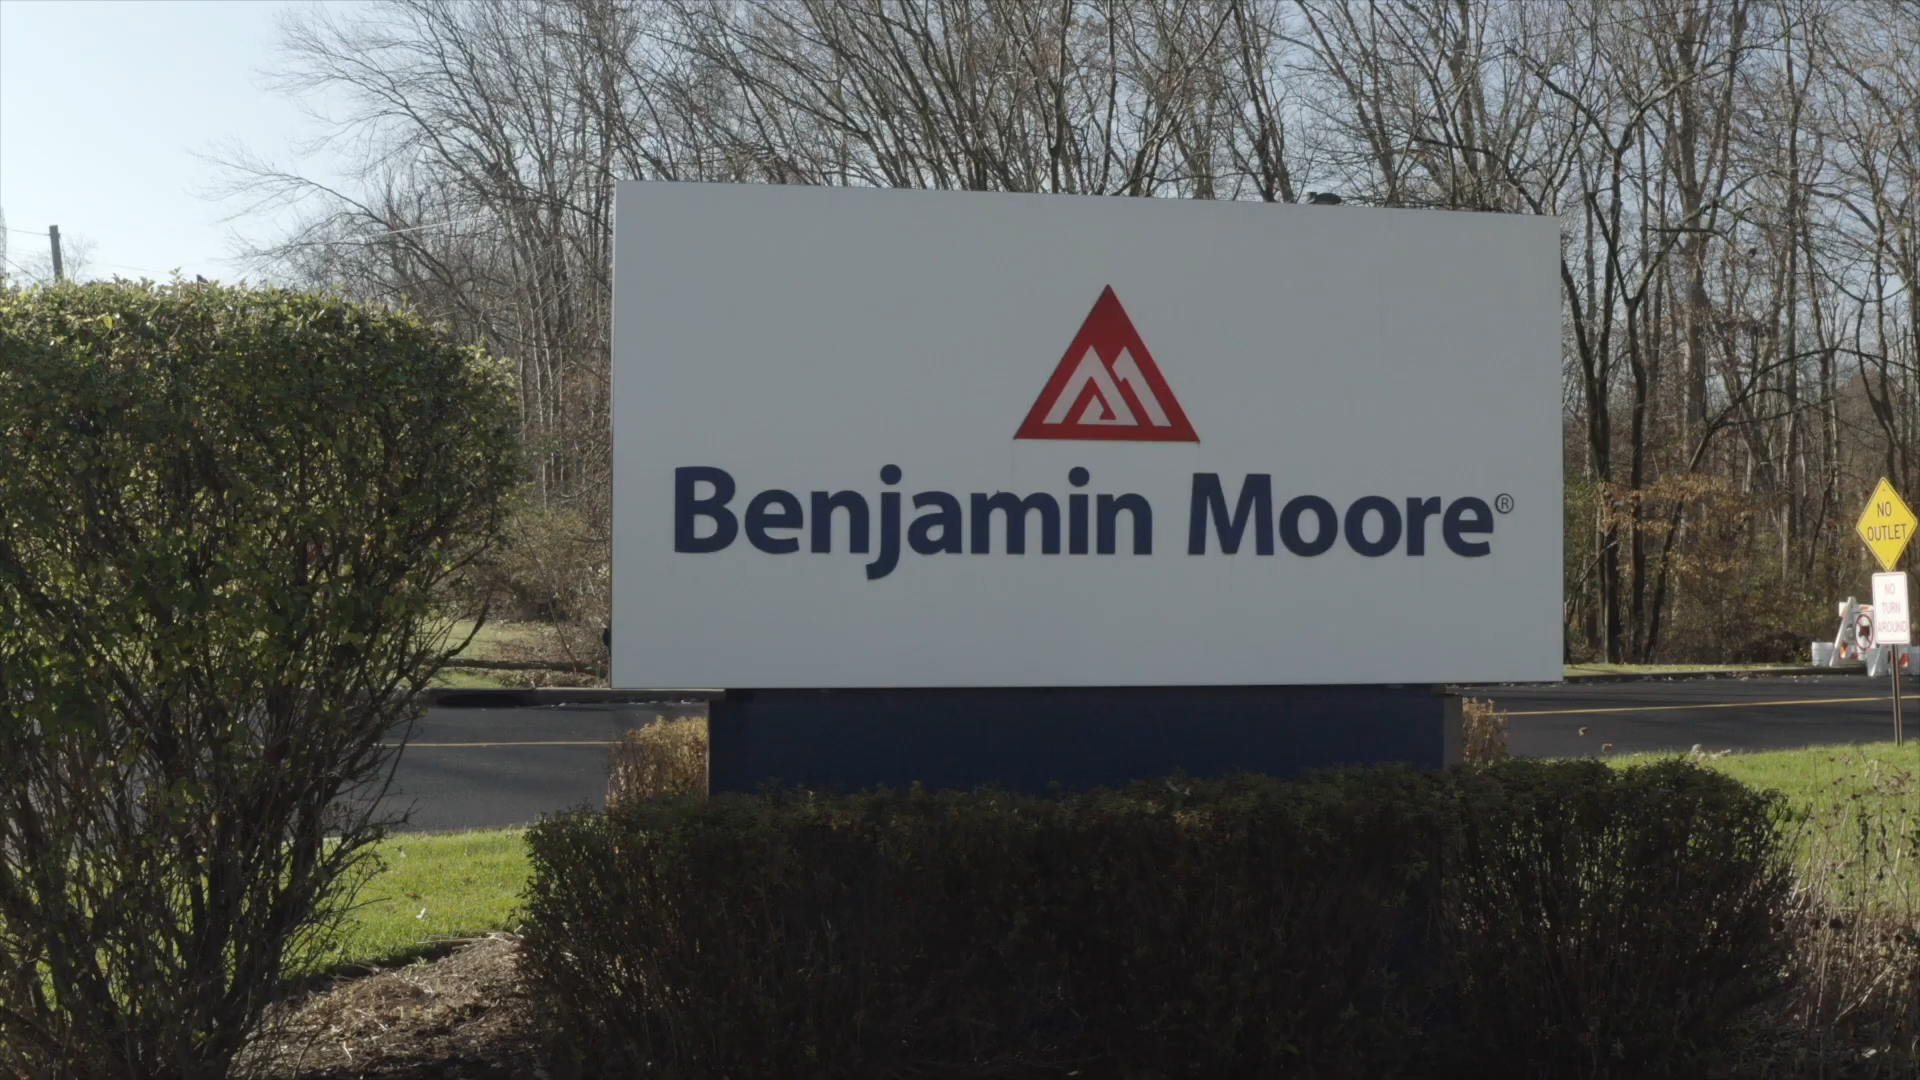 Benjamin Moore®
NO
OUTLET
NO
TURN
AROUND